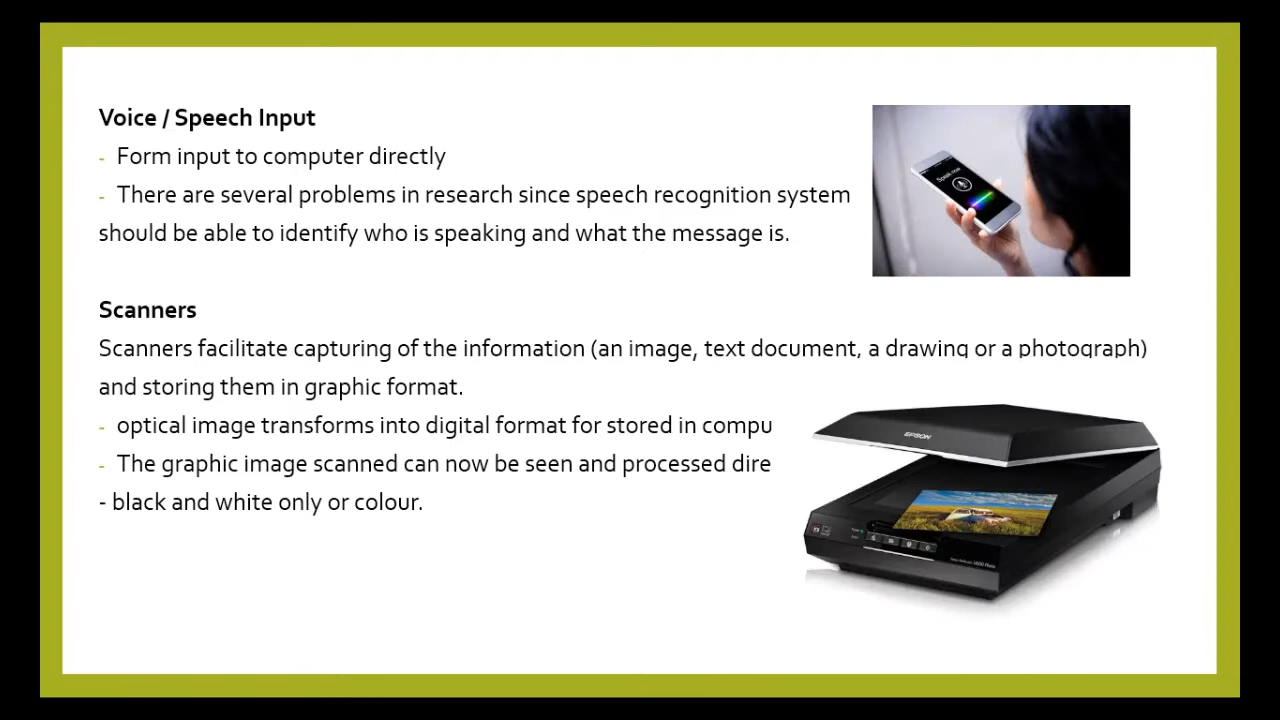 Voice / Speech Input
- Form input to computer directly
- There are several problems in research since speech recognition system
should be able to identify who is speaking and what the message is.
Speak now
Scanners
Scanners facilitate capturing of the information (an image, text document, a drawing or a photograph)
and storing them in graphic format.
- optical image transforms into digital format for stored in compu
- The graphic image scanned can now be seen and processed dire
- black and white only or colour.
EPSON